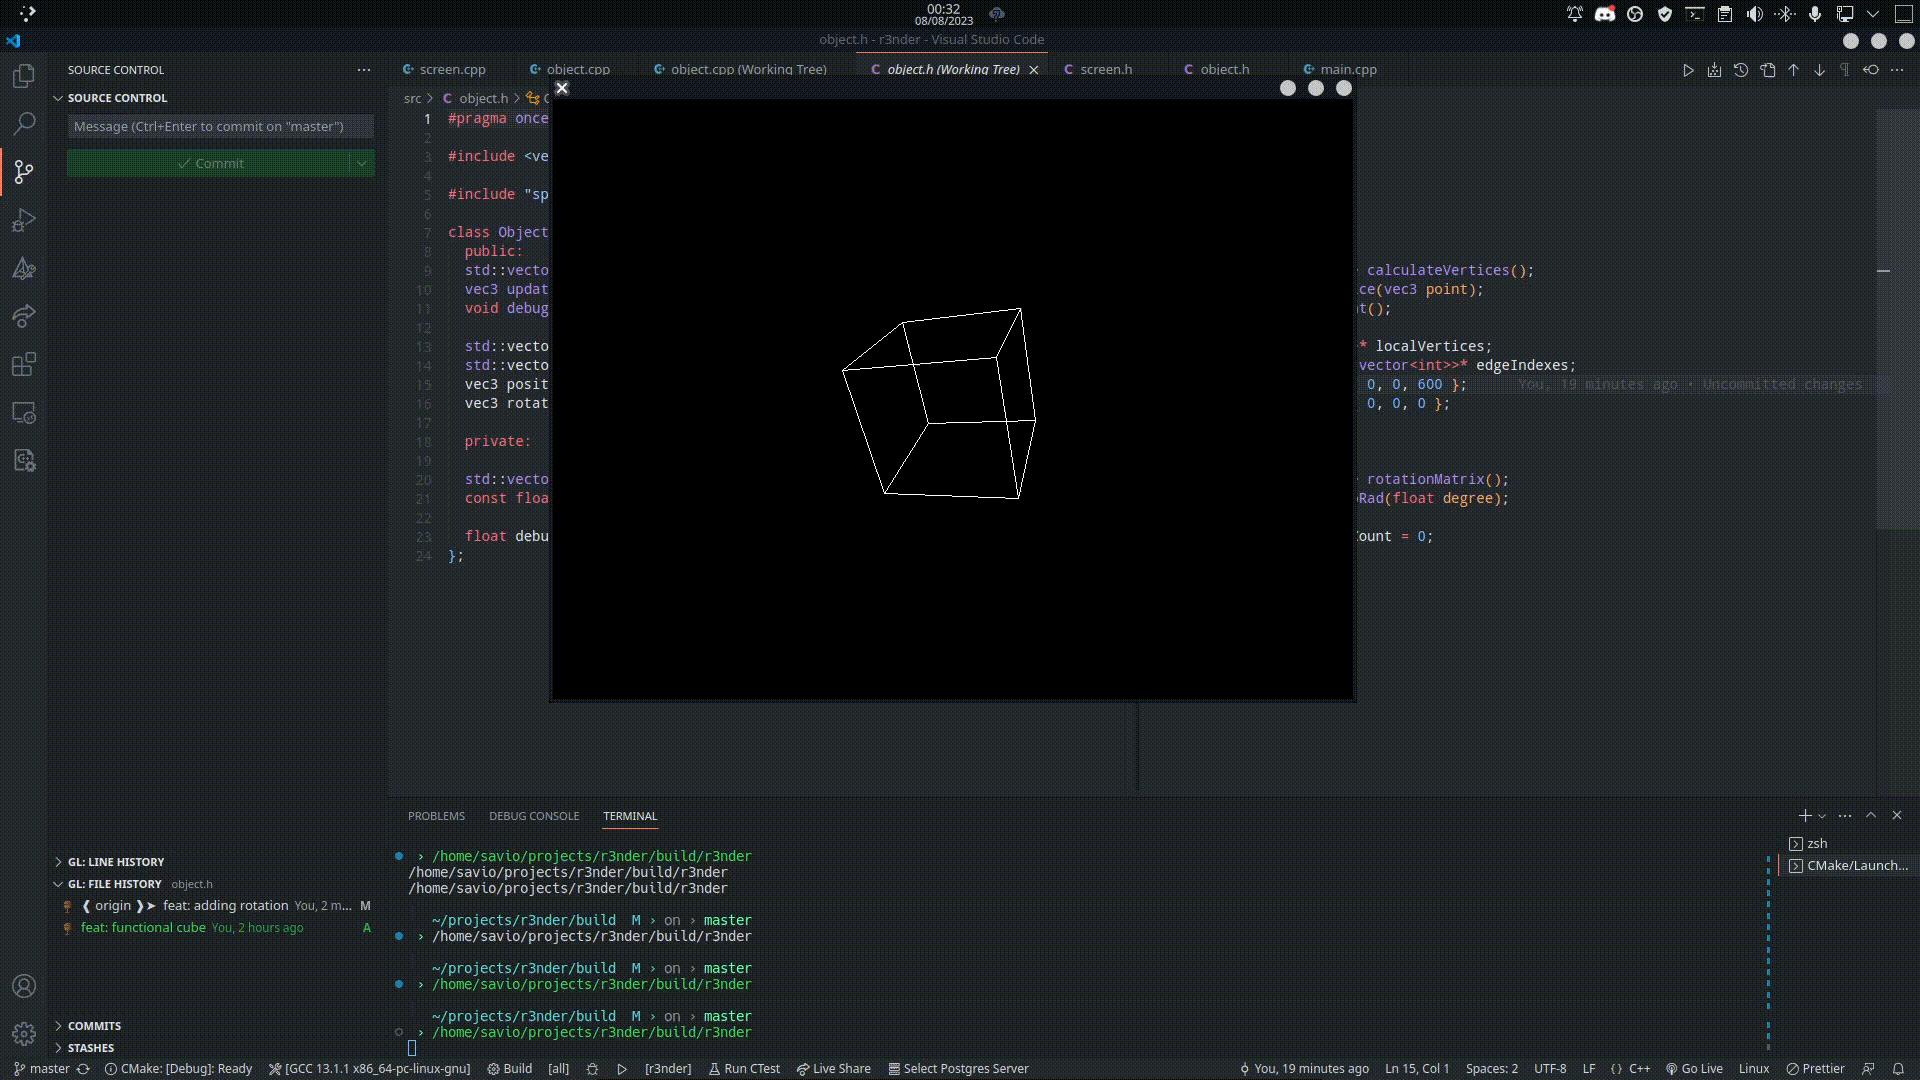 00:32
08/08/2023
object.h - r3nder - Visual Studio Code
SOURCE CONTROL
screen.cpp
object.cpp
object.cpp (Working Tree)
object.h (Working Tree)
screen.h
object.h
main.cpp
SOURCE CONTROL
Message (Ctrl+Enter to commit on "master")
Commit
src > object.h >
1 #pragma once
2
3 #include <ve
4
5 #include "sp
6
7 class Object
8 public:
9 std::vecto calculateVertices();
10 vec3 updat ce(vec3 point);
11 void debug t();
12
13 std::vecto * localVertices;
14 std::vecto vector<int>>* edgeIndexes;
15 vec3 posit 0, 0, 600 }; You, 19 minutes ago • Uncommitted changes
16 vec3 rotat 0, 0, 0 };
17
18 private:
19
20 std::vecto rotationMatrix();
21 const floa Rad(float degree);
22
23 float debu ount = 0;
24 };
PROBLEMS
DEBUG CONSOLE
TERMINAL
› /home/savio/projects/r3nder/build/r3nder
/home/savio/projects/r3nder/build/r3nder
/home/savio/projects/r3nder/build/r3nder
~/projects/r3nder/build M › on › master
› /home/savio/projects/r3nder/build/r3nder
~/projects/r3nder/build M › on › master
› /home/savio/projects/r3nder/build/r3nder
~/projects/r3nder/build M › on › master
› /home/savio/projects/r3nder/build/r3nder
zsh
CMake/Launch...
GL: LINE HISTORY
GL: FILE HISTORY object.h
❰ origin ❱➤ feat: adding rotation You, 2 m... M
feat: functional cube You, 2 hours ago A
COMMITS
STASHES
master
CMake: [Debug]: Ready
[GCC 13.1.1 x86_64-pc-linux-gnu]
Build
[all]
[r3nder]
Run CTest
Live Share
Select Postgres Server
You, 19 minutes ago
Ln 15, Col 1
Spaces: 2
UTF-8
LF
{ } C++
Go Live
Linux
Prettier